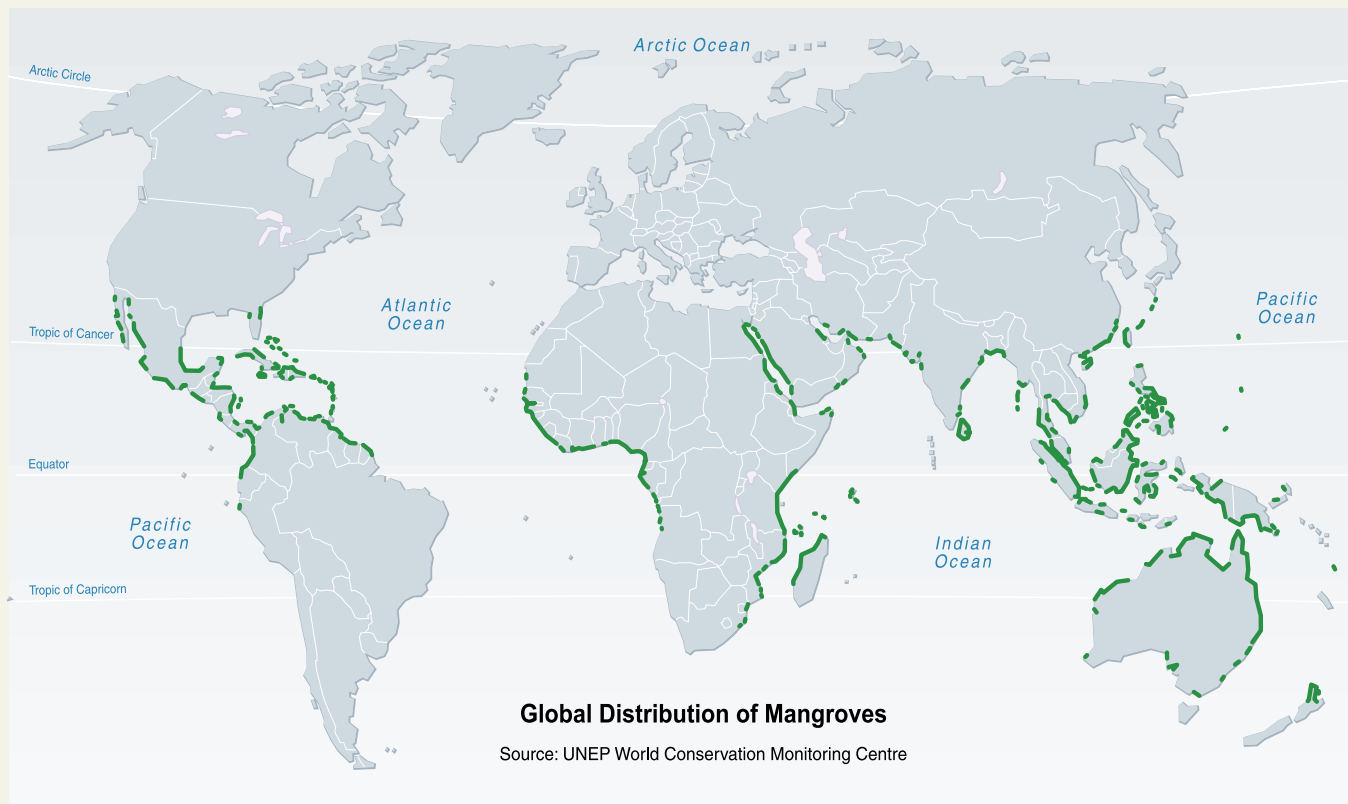 Arctic Ocean
Arctic Circle
Atlantic
Ocean
Pacific
Ocean
Tropic of Cancer
Equator
Pacific
Ocean
Indian
Ocean
Tropic of Capricorn
Global Distribution of Mangroves
Source: UNEP World Conservation Monitoring Centre